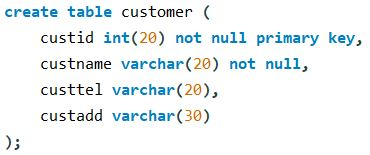 create table customer (
    custid int(20) not null primary key,
    custname varchar(20) not null,
    custtel varchar(20),
    custadd varchar(30)
);